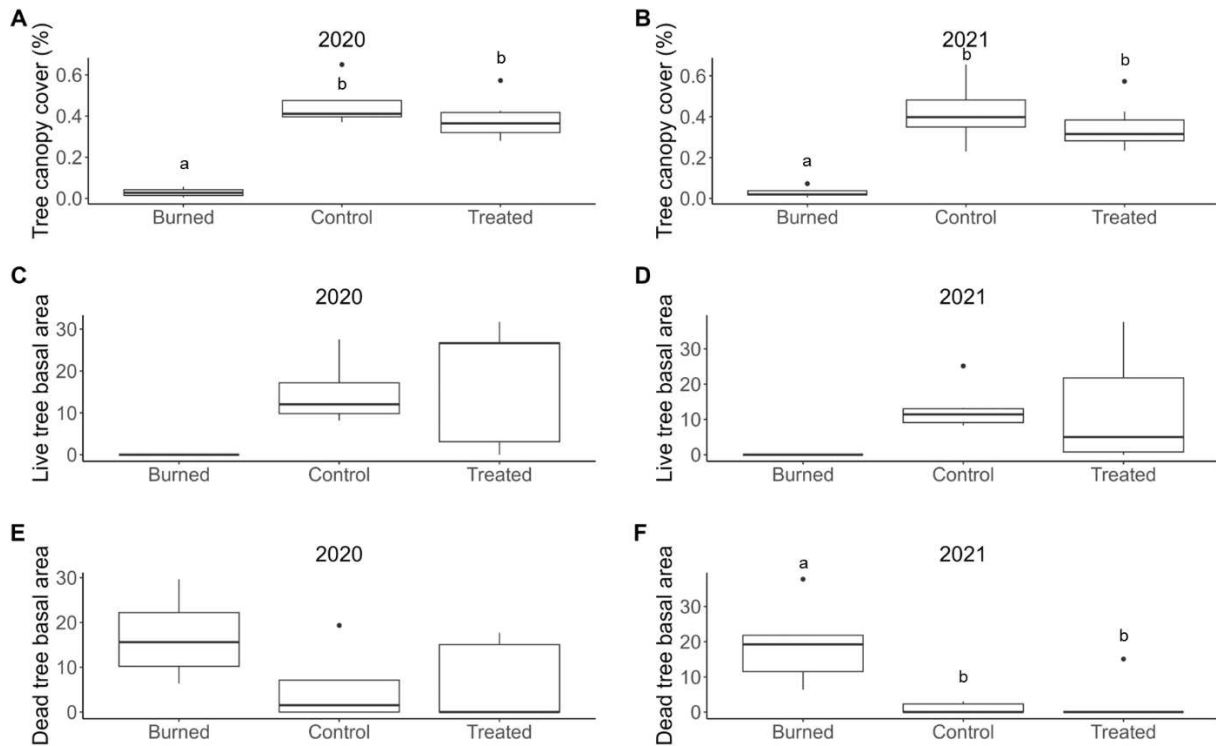 A
2020
Tree canopy cover (%)
0.6
0.4
0.2
0.0
a
b
b
Burned
Control
Treated
B
2021
Tree canopy cover (%)
0.6
0.4
0.2
0.0
a
b
b
Burned
Control
Treated
C
2020
Live tree basal area
30
20
10
0
Burned
Control
Treated
D
2021
Live tree basal area
30
20
10
0
Burned
Control
Treated
E
2020
Dead tree basal area
30
20
10
0
Burned
Control
Treated
F
2021
Dead tree basal area
30
20
10
0
a
b
b
Burned
Control
Treated